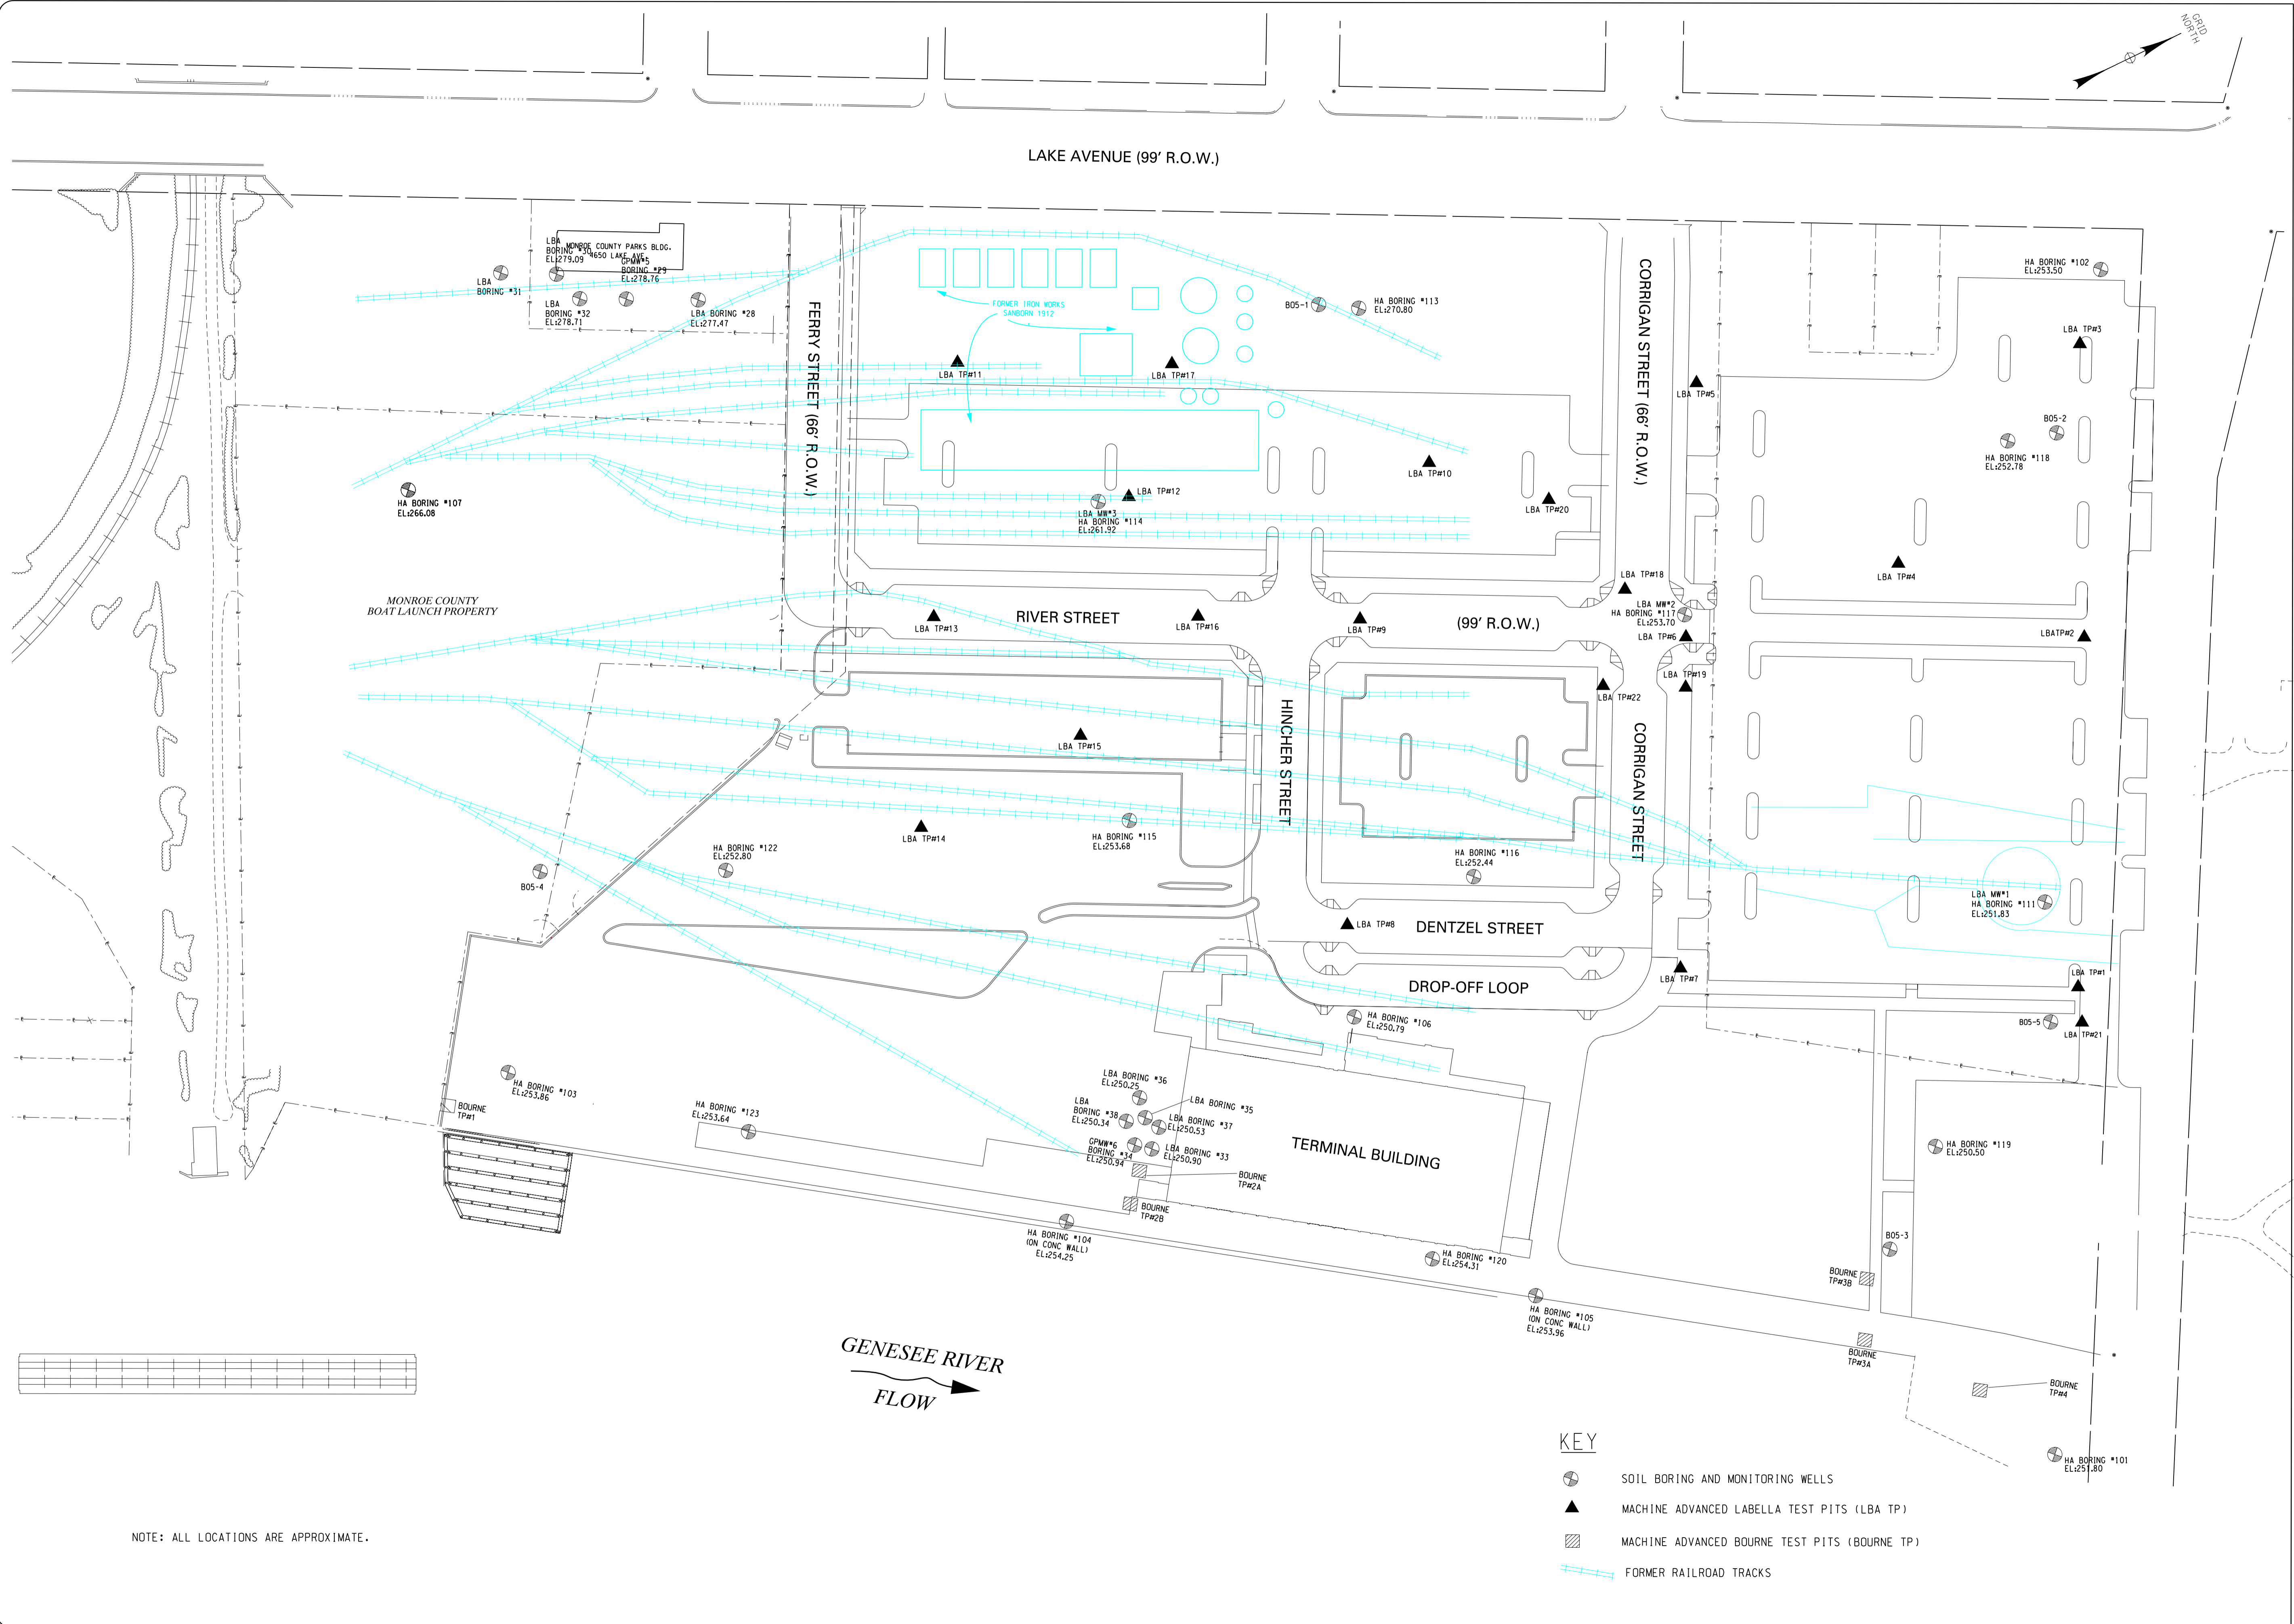 GRID
NORTH
LAKE AVENUE (99' R.O.W.)
LBA
BORING #30
EL:279.09
MONROE COUNTY PARKS BLDG.
4650 LAKE AVE.
GPMW#5
BORING #29
EL:278.76
LBA
BORING #31
LBA
BORING #32
EL:278.71
LBA BORING #28
EL:277.47
FERRY STREET (66' R.O.W.)
FORMER IRON WORKS
SANBORN 1912
B05-1
HA BORING #113
EL:270.80
CORRIGAN STREET (66' R.O.W.)
HA BORING #102
EL:253.50
LBA TP#3
LBA TP#11
LBA TP#17
LBA TP#5
B05-2
HA BORING #118
EL:252.78
LBA TP#10
HA BORING #107
EL:266.08
LBA TP#12
LBA MW#3
HA BORING #114
EL:261.92
LBA TP#20
LBA TP#4
LBA TP#18
MONROE COUNTY
BOAT LAUNCH PROPERTY
LBA TP#13
RIVER STREET
LBA TP#16
LBA TP#9
(99' R.O.W.)
LBA MW#2
HA BORING #117
EL:253.70
LBA TP#6
LBATP#2
LBA TP#19
LBA TP#22
HINCHER STREET
CORRIGAN STREET
LBA TP#15
LBA TP#14
HA BORING #115
EL:253.68
HA BORING #122
EL:252.80
B05-4
HA BORING #116
EL:252.44
LBA MW#1
HA BORING #111
EL:251.83
LBA TP#8
DENTZEL STREET
LBA TP#7
LBA TP#1
DROP-OFF LOOP
HA BORING #106
EL:250.79
B05-5
LBA TP#21
HA BORING #103
EL:253.86
BOURNE
TP#1
HA BORING #123
EL:253.64
LBA BORING #36
EL:250.25
LBA BORING #35
LBA
BORING #38
EL:250.34
LBA BORING #37
EL:250.53
GPMW#6
BORING #34
EL:250.94
LBA BORING #33
EL:250.90
TERMINAL BUILDING
BOURNE
TP#2A
BOURNE
TP#2B
HA BORING #119
EL:250.50
HA BORING #104
(ON CONC WALL)
EL:254.25
HA BORING #120
EL:254.31
B05-3
BOURNE
TP#3B
HA BORING #105
(ON CONC WALL)
EL:253.96
BOURNE
TP#3A
BOURNE
TP#4
GENESEE RIVER
FLOW
HA BORING #101
EL:251.80
KEY
SOIL BORING AND MONITORING WELLS
MACHINE ADVANCED LABELLA TEST PITS (LBA TP)
MACHINE ADVANCED BOURNE TEST PITS (BOURNE TP)
FORMER RAILROAD TRACKS
NOTE: ALL LOCATIONS ARE APPROXIMATE.